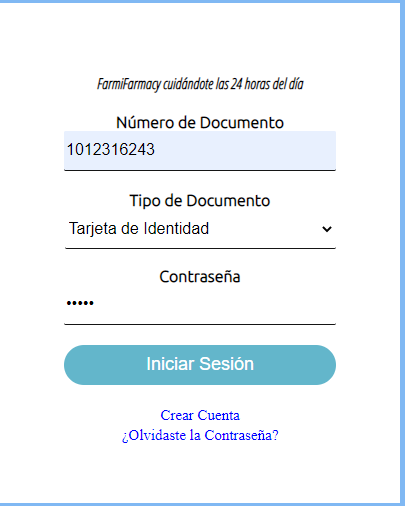 FarmiFarmacy cuidándote las 24 horas del día
Número de Documento
1012316243
Tipo de Documento
Tarjeta de Identidad
Contraseña
•••••
Iniciar Sesión
Crear Cuenta
¿Olvidaste la Contraseña?